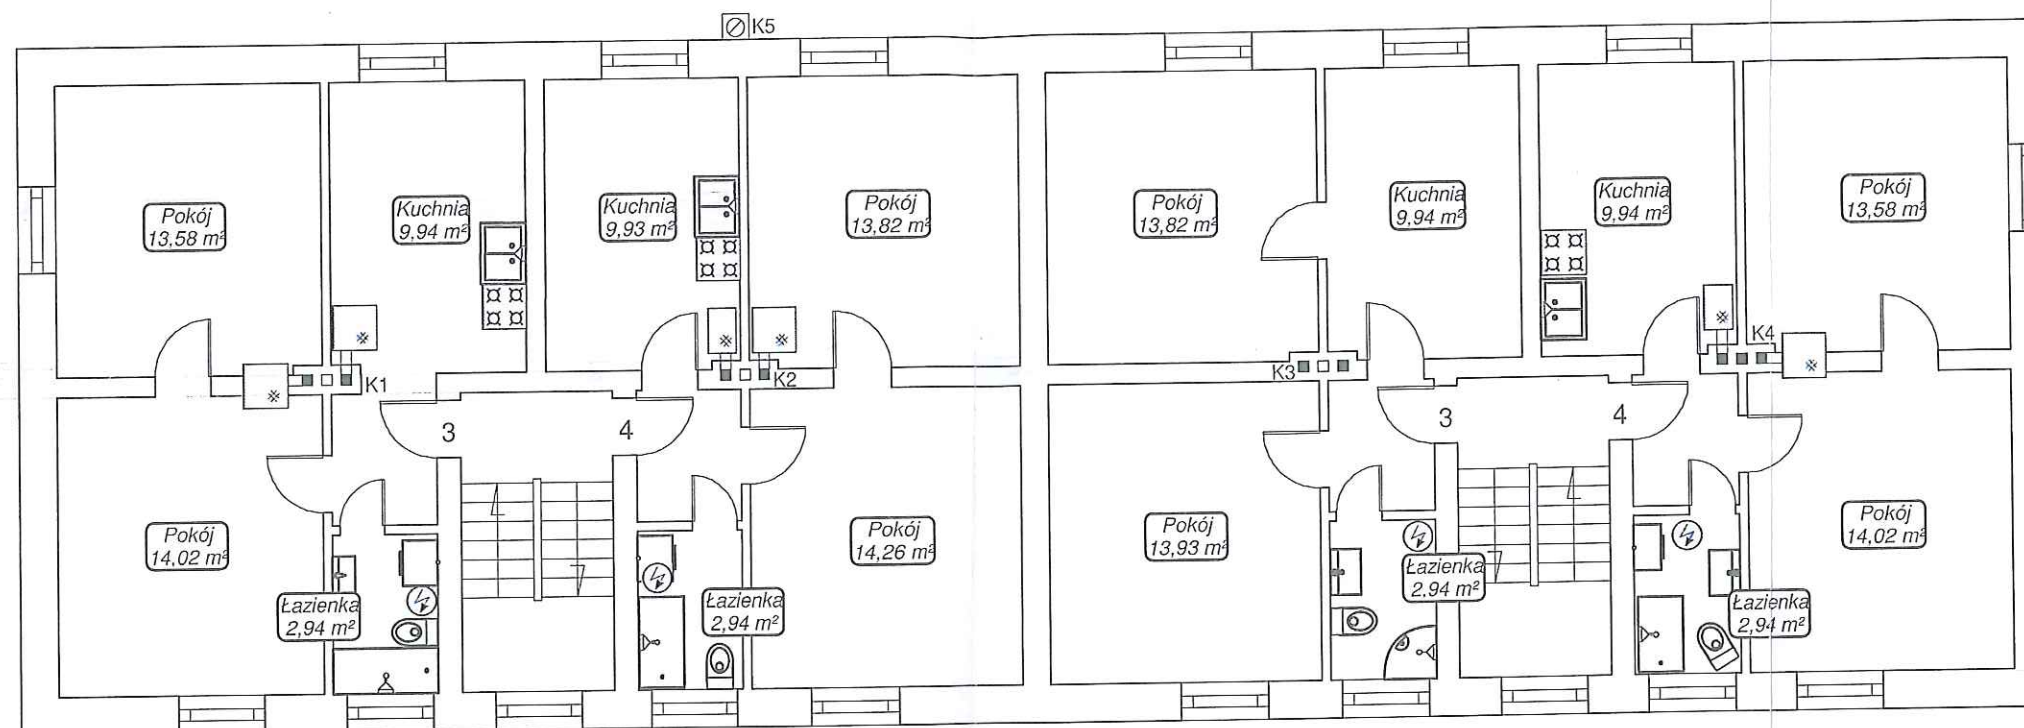 K5
Pokój
13,58 m²
Kuchnia
9,94 m²
Kuchnia
9,93 m²
Pokój
13,82 m²
Pokój
13,82 m²
Kuchnia
9,94 m²
Kuchnia
9,94 m²
Pokój
13,58 m²
K1
K2
K3
K4
3
4
3
4
Pokój
14,02 m²
Łazienka
2,94 m²
Łazienka
2,94 m²
Pokój
14,26 m²
Pokój
13,93 m²
Łazienka
2,94 m²
Łazienka
2,94 m²
Pokój
14,02 m²